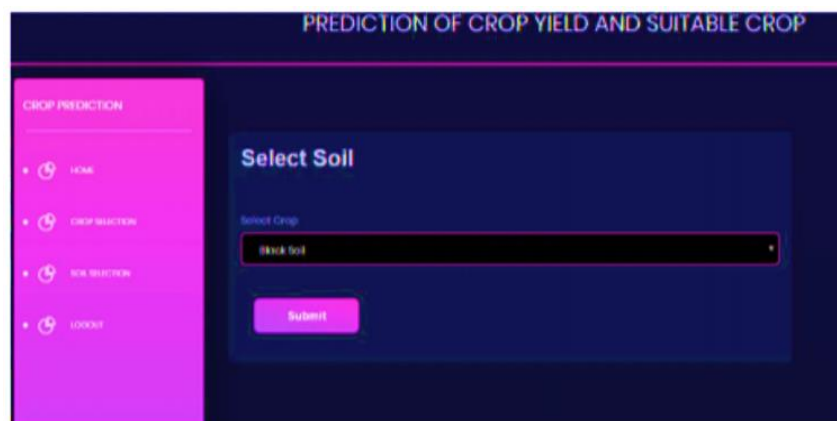 PREDICTION OF CROP YIELD AND SUITABLE CROP
CROP PREDICTION
HOME
CROP SELECTION
SOIL SELECTION
LOGOUT
Select Soil
Select Crop
Black Soil
Submit